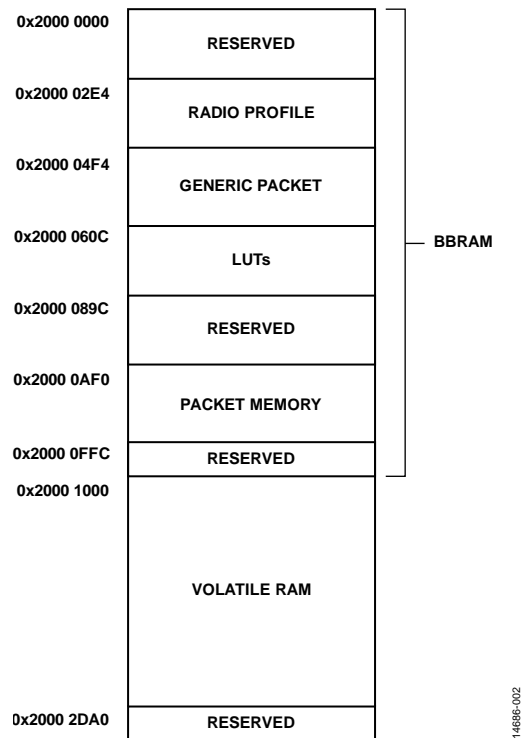 0x2000 0000
RESERVED
0x2000 02E4
RADIO PROFILE
0x2000 04F4
GENERIC PACKET
0x2000 060C
LUTs
BBRAM
0x2000 089C
RESERVED
0x2000 0AF0
PACKET MEMORY
0x2000 0FFC
RESERVED
0x2000 1000
VOLATILE RAM
0x2000 2DA0
RESERVED
14686-002